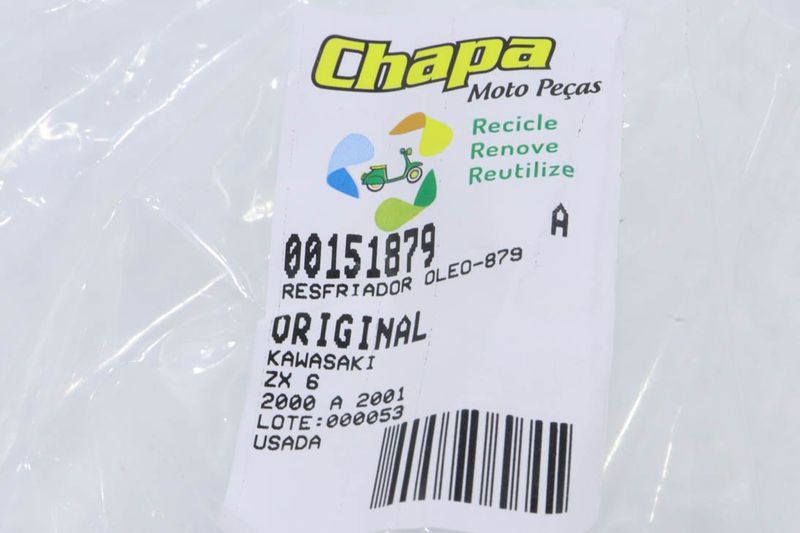 Chapa
Moto Peças
Recicle
Renove
Reutilize
A
00151879
RESFRIADOR OLEO-879
ORIGINAL
KAWASAKI
ZX 6
2000 A 2001
LOTE:000053
USADA